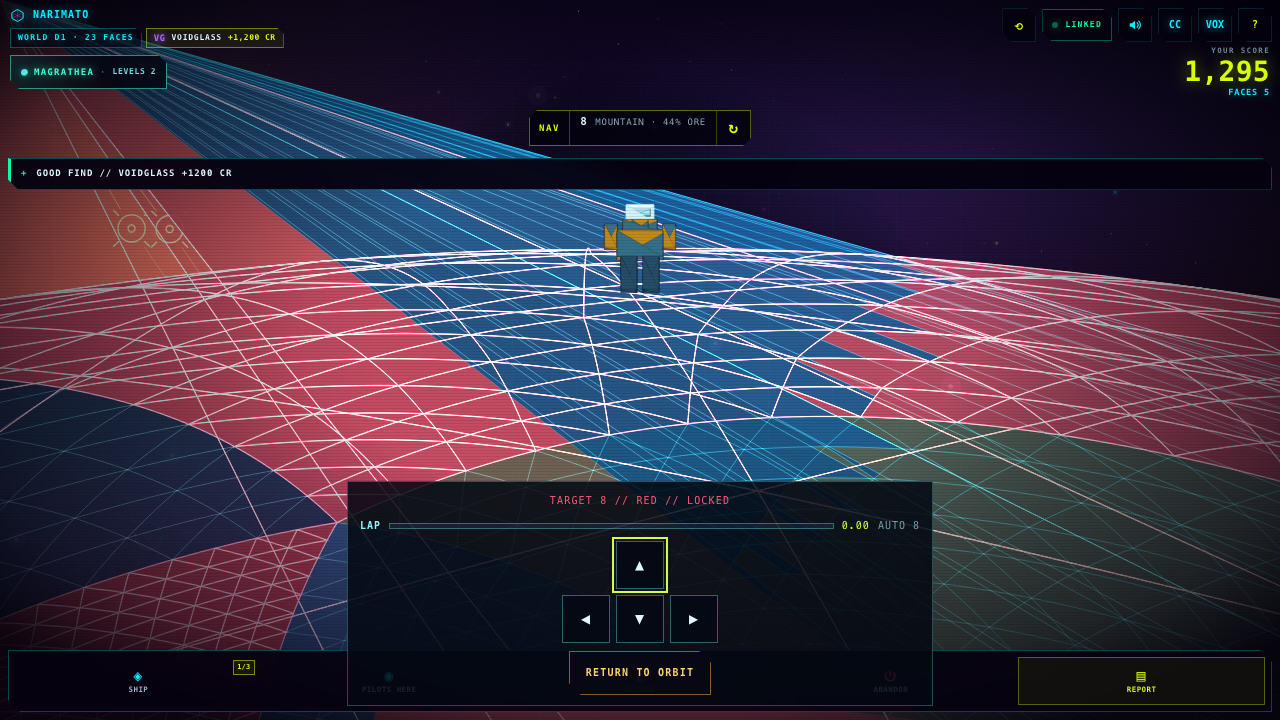 NARIMATO
WORLD D1 · 23 FACES
VG VOIDGLASS +1,200 CR
MAGRATHEA · LEVELS 2
LINKED
CC
VOX
?
YOUR SCORE
1,295
FACES 5
NAV
8 MOUNTAIN · 44% ORE
+ GOOD FIND // VOIDGLASS +1200 CR
TARGET 8 // RED // LOCKED
LAP 0.00 AUTO 8
RETURN TO ORBIT
1/3
SHIP
PILOTS HERE
ABANDON
REPORT